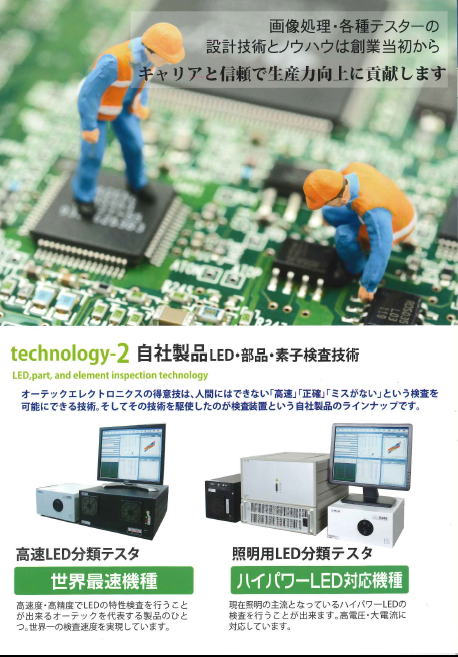 画像処理・各種テスターの
設計技術とノウハウは創業当初から
キャリアと信頼で生産力向上に貢献します
technology-2 自社製品LED・部品・素子検査技術
LED,part, and element inspection technology
オーテックエレクトロニクスの得意技は、人間にはできない「高速」「正確」「ミスがない」という検査を
可能にできる技術。そしてその技術を駆使したのが検査装置という自社製品のラインナップです。
高速LED分類テスタ
世界最速機種
高速度・高精度でLEDの特性検査を行うこと
が出来るオーテックを代表する製品のひと
つ。世界一の検査速度を実現しています。
照明用LED分類テスタ
ハイパワーLED対応機種
現在照明の主流となっているハイパワーLEDの
検査を行うことが出来ます。高電圧・大電流に
対応しています。